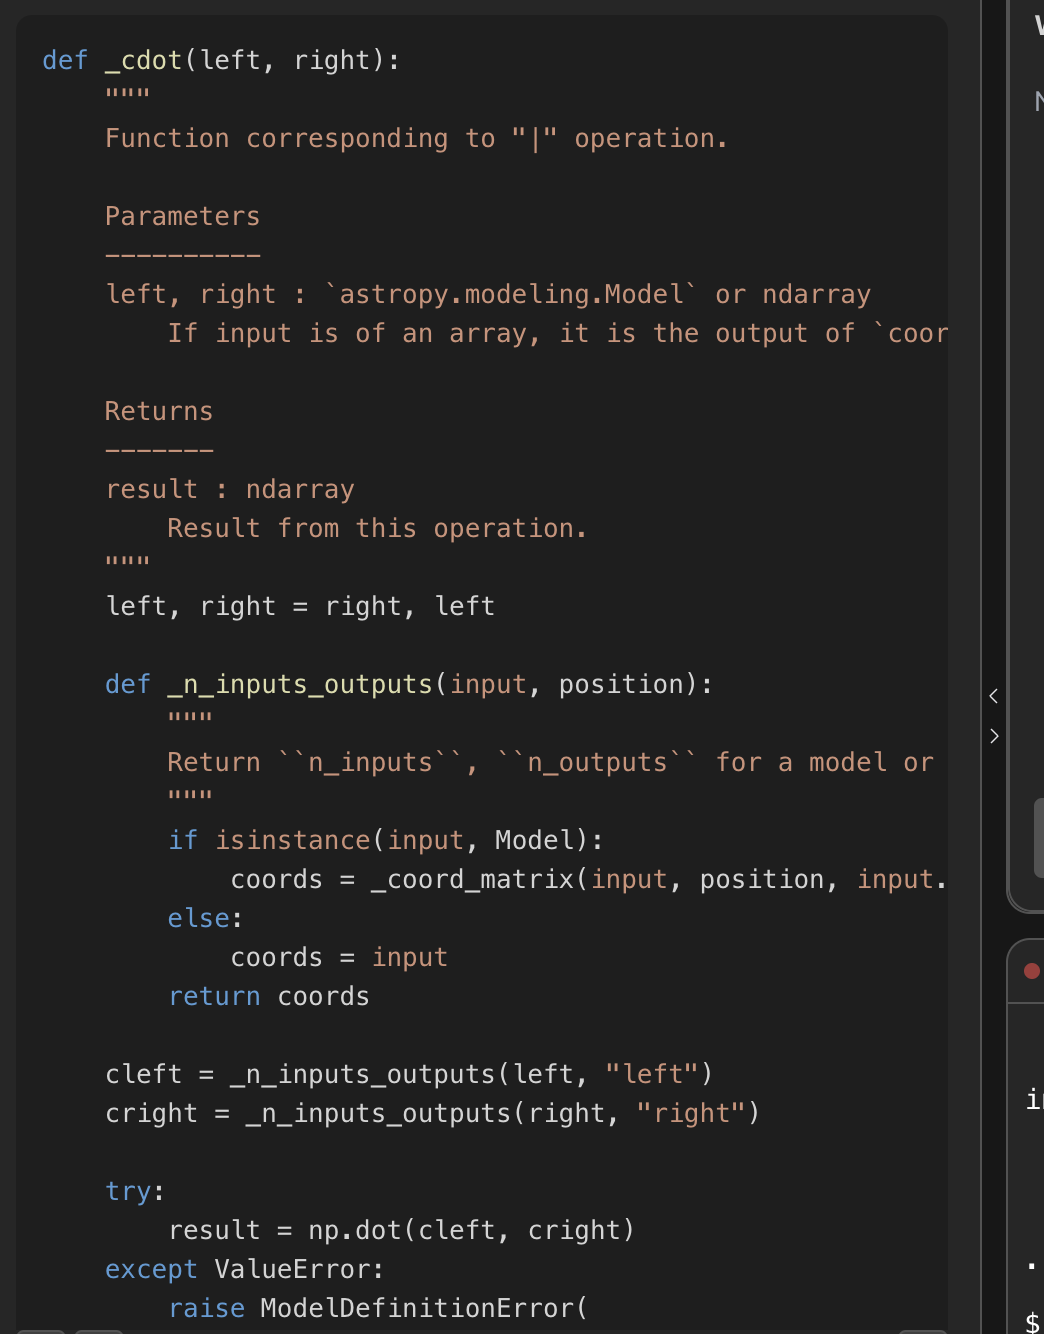 def _cdot(left, right):
"""
Function corresponding to "|" operation.
Parameters
----------
left, right : `astropy.modeling.Model` or ndarray
If input is of an array, it is the output of `coor
Returns
-------
result : ndarray
Result from this operation.
"""
left, right = right, left
def _n_inputs_outputs(input, position):
"""
Return ``n_inputs``, ``n_outputs`` for a model or
"""
if isinstance(input, Model):
coords = _coord_matrix(input, position, input.
else:
coords = input
return coords
cleft = _n_inputs_outputs(left, "left")
cright = _n_inputs_outputs(right, "right")
try:
result = np.dot(cleft, cright)
except ValueError:
raise ModelDefinitionError(
$